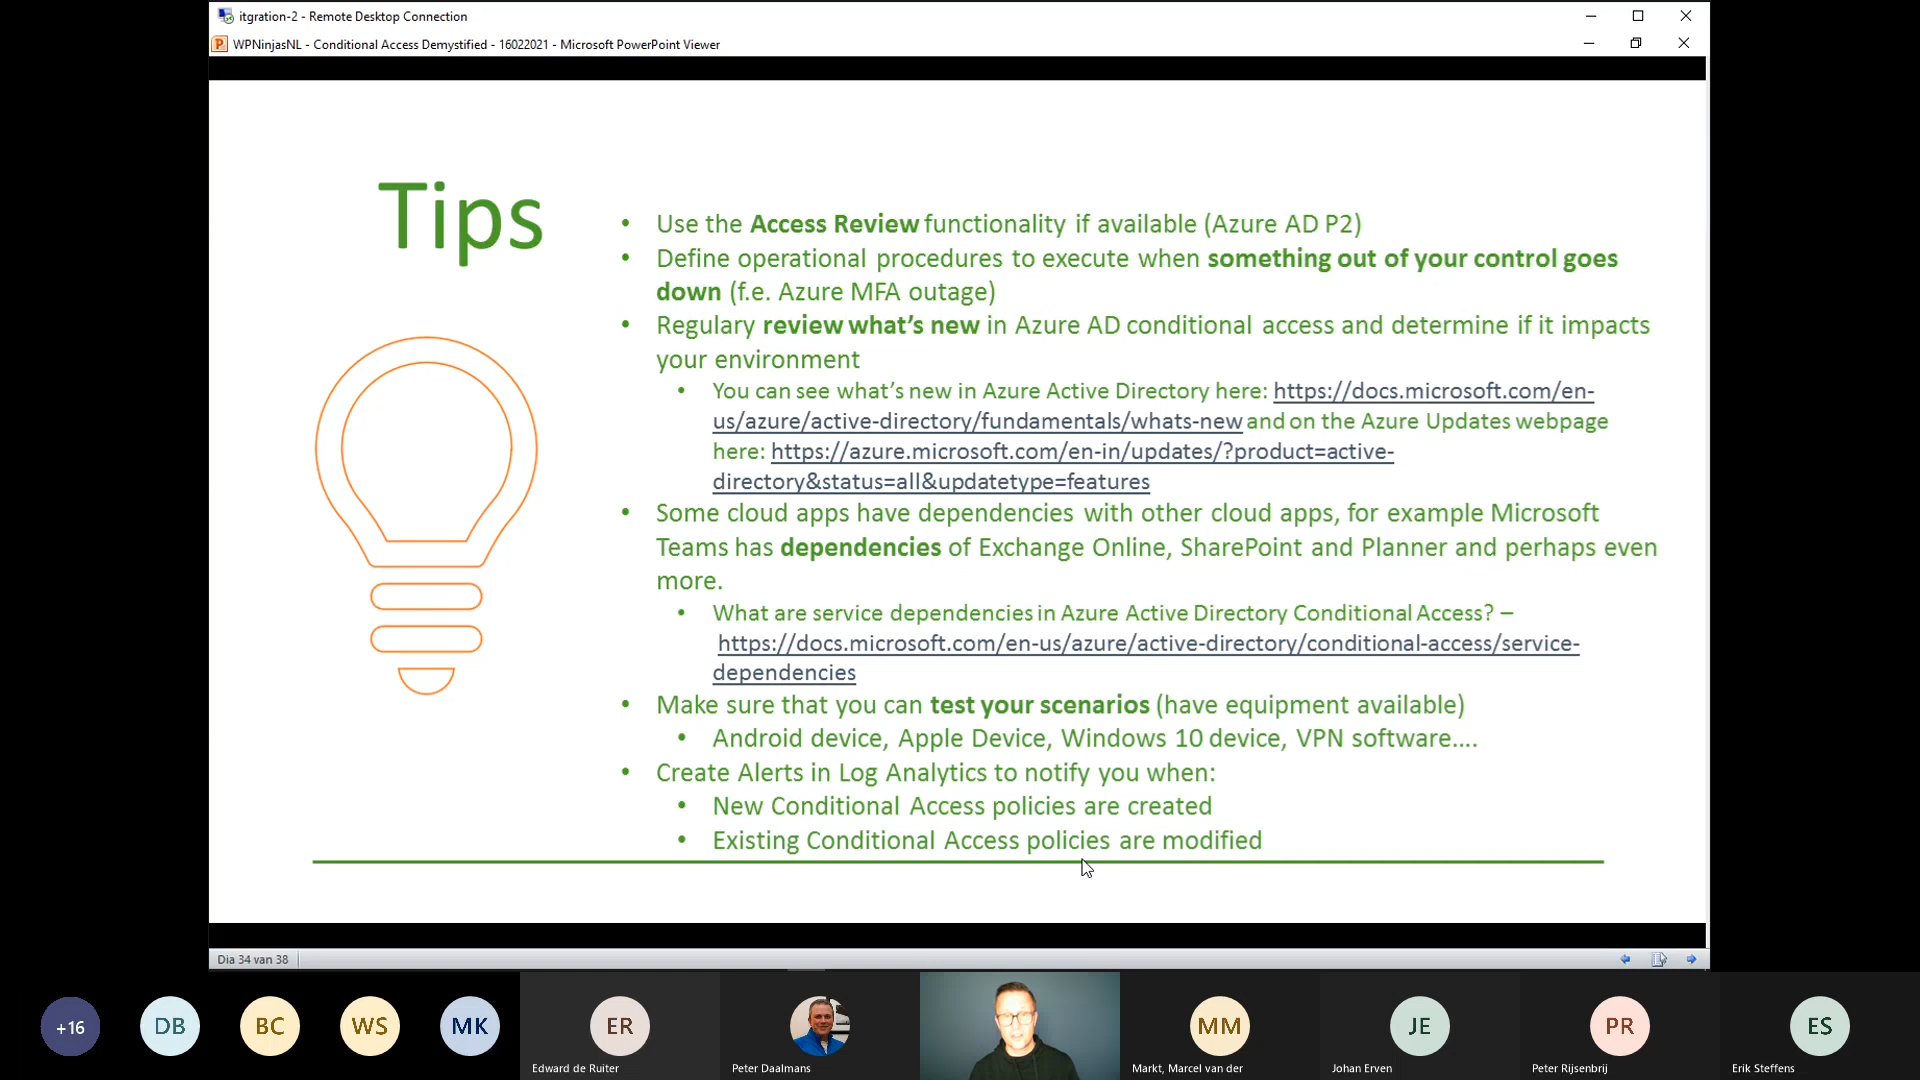 itgration-2 - Remote Desktop Connection
WPNinjasNL - Conditional Access Demystified - 16022021 - Microsoft PowerPoint Viewer
Tips
• Use the Access Review functionality if available (Azure AD P2)
• Define operational procedures to execute when something out of your control goes
down (f.e. Azure MFA outage)
• Regulary review what's new in Azure AD conditional access and determine if it impacts
your environment
• You can see what's new in Azure Active Directory here: https://docs.microsoft.com/en-
us/azure/active-directory/fundamentals/whats-new and on the Azure Updates webpage
here: https://azure.microsoft.com/en-in/updates/?product=active-
directory&status=all&updatetype=features
• Some cloud apps have dependencies with other cloud apps, for example Microsoft
Teams has dependencies of Exchange Online, SharePoint and Planner and perhaps even
more.
• What are service dependencies in Azure Active Directory Conditional Access? –
https://docs.microsoft.com/en-us/azure/active-directory/conditional-access/service-
dependencies
• Make sure that you can test your scenarios (have equipment available)
• Android device, Apple Device, Windows 10 device, VPN software....
• Create Alerts in Log Analytics to notify you when:
• New Conditional Access policies are created
• Existing Conditional Access policies are modified
Dia 34 van 38
+16
DB
BC
WS
MK
ER
Edward de Ruiter
Peter Daalmans
MM
Markt, Marcel van der
JE
Johan Erven
PR
Peter Rijsenbrij
ES
Erik Steffens